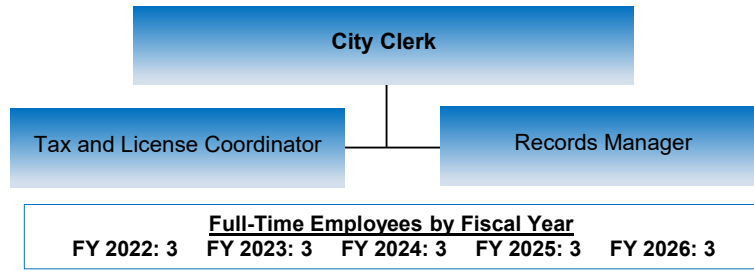 City Clerk
Tax and License Coordinator
Records Manager
Full-Time Employees by Fiscal Year
FY 2022: 3 FY 2023: 3 FY 2024: 3 FY 2025: 3 FY 2026: 3